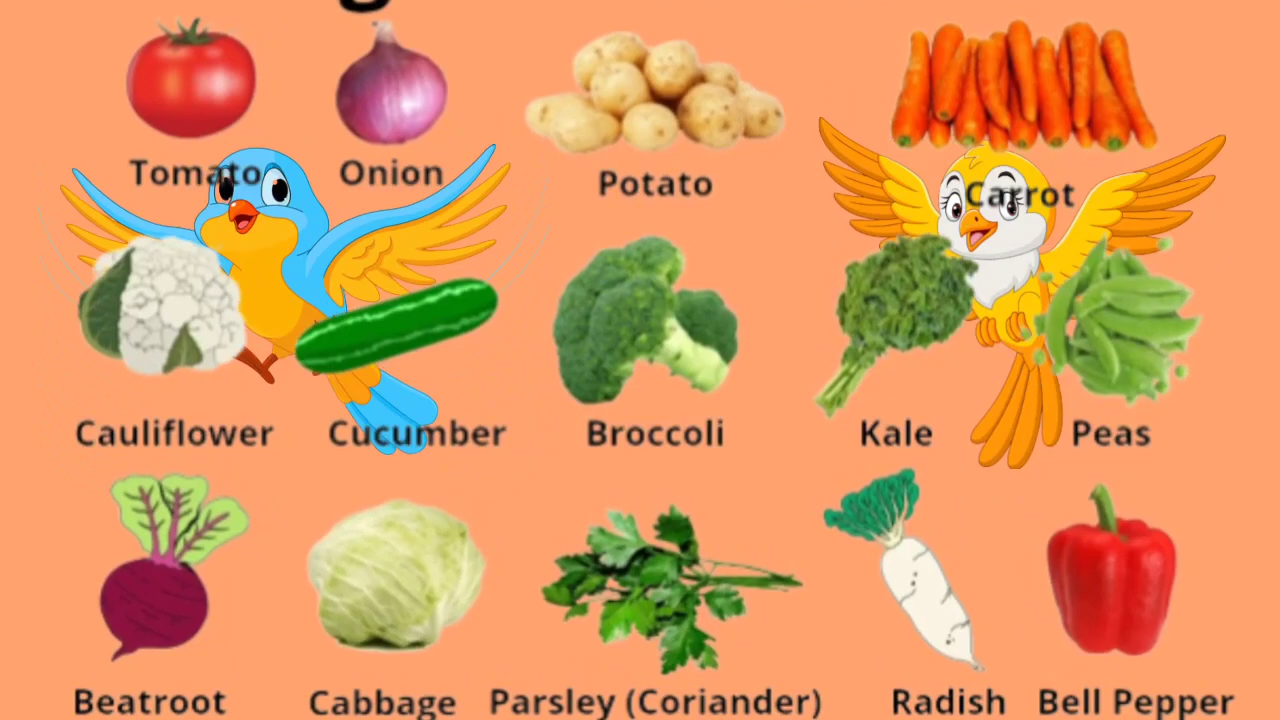 Tomato
Onion
Potato
Carrot
Cauliflower
Cucumber
Broccoli
Kale
Peas
Beatroot
Cabbage
Parsley (Coriander)
Radish
Bell Pepper